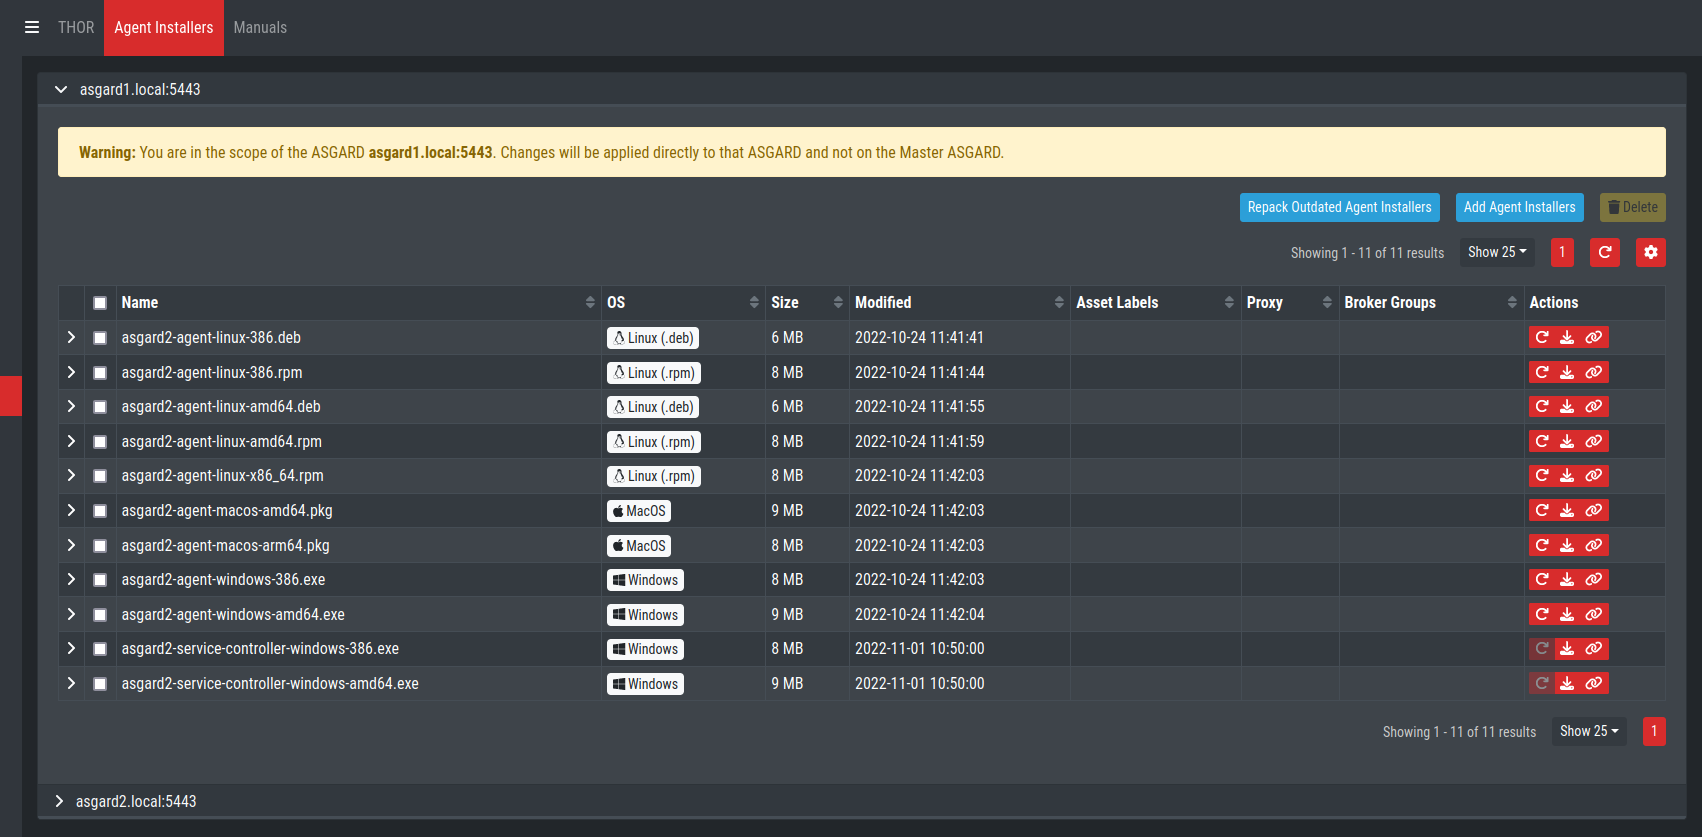 THOR Agent Installers Manuals
asgard1.local:5443
Warning: You are in the scope of the ASGARD asgard1.local:5443. Changes will be applied directly to that ASGARD and not on the Master ASGARD.
Repack Outdated Agent Installers Add Agent Installers Delete
Showing 1 - 11 of 11 results Show 25 1
Name OS Size Modified Asset Labels Proxy Broker Groups Actions
asgard2-agent-linux-386.deb Linux (.deb) 6 MB 2022-10-24 11:41:41
asgard2-agent-linux-386.rpm Linux (.rpm) 8 MB 2022-10-24 11:41:44
asgard2-agent-linux-amd64.deb Linux (.deb) 6 MB 2022-10-24 11:41:55
asgard2-agent-linux-amd64.rpm Linux (.rpm) 8 MB 2022-10-24 11:41:59
asgard2-agent-linux-x86_64.rpm Linux (.rpm) 8 MB 2022-10-24 11:42:03
asgard2-agent-macos-amd64.pkg MacOS 9 MB 2022-10-24 11:42:03
asgard2-agent-macos-arm64.pkg MacOS 8 MB 2022-10-24 11:42:03
asgard2-agent-windows-386.exe Windows 8 MB 2022-10-24 11:42:03
asgard2-agent-windows-amd64.exe Windows 9 MB 2022-10-24 11:42:04
asgard2-service-controller-windows-386.exe Windows 8 MB 2022-11-01 10:50:00
asgard2-service-controller-windows-amd64.exe Windows 9 MB 2022-11-01 10:50:00
Showing 1 - 11 of 11 results Show 25 1
asgard2.local:5443